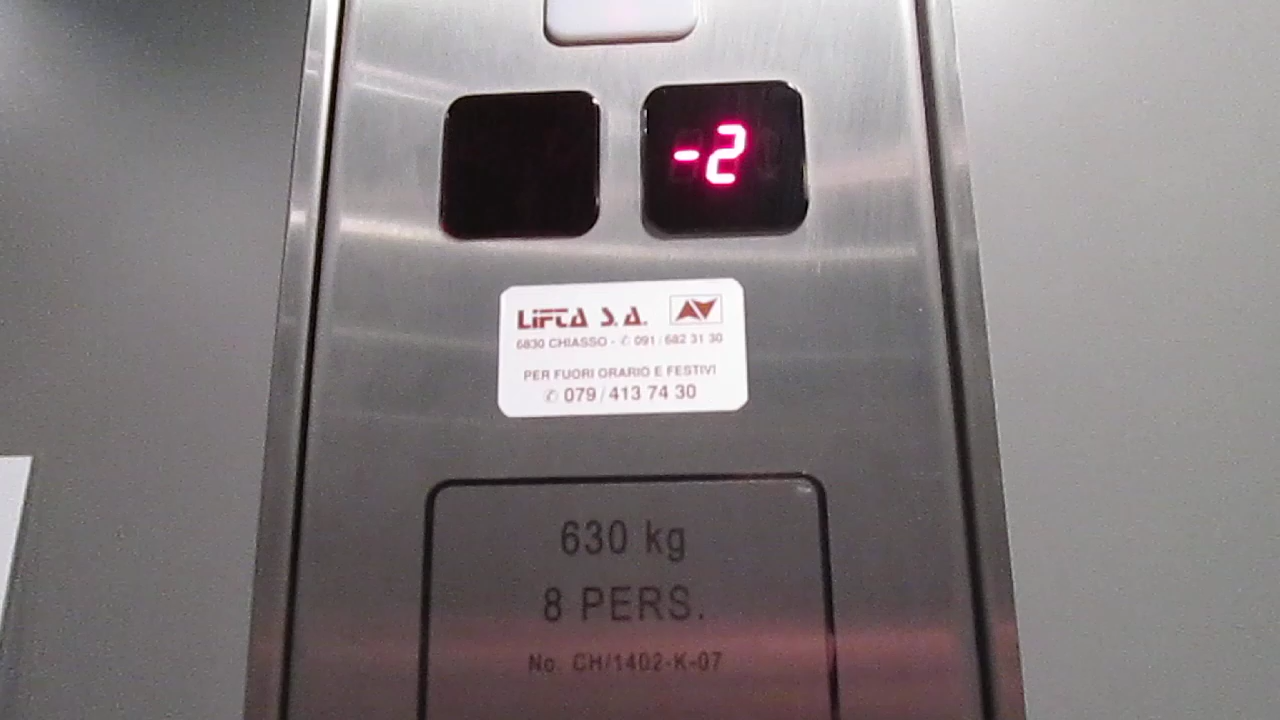 -2
LIFTA S.A.
6830 CHIASSO - ✆ 091 / 682 31 30
PER FUORI ORARIO E FESTIVI
✆ 079 / 413 74 30
630 kg
8 PERS.
No. CH/1402-K-07